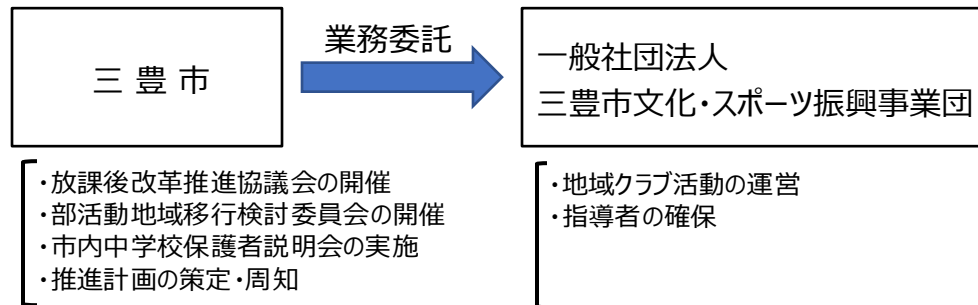 三 豊 市
業務委託
一般社団法人
三豊市文化・スポーツ振興事業団
・放課後改革推進協議会の開催
・部活動地域移行検討委員会の開催
・市内中学校保護者説明会の実施
・推進計画の策定・周知
・地域クラブ活動の運営
・指導者の確保